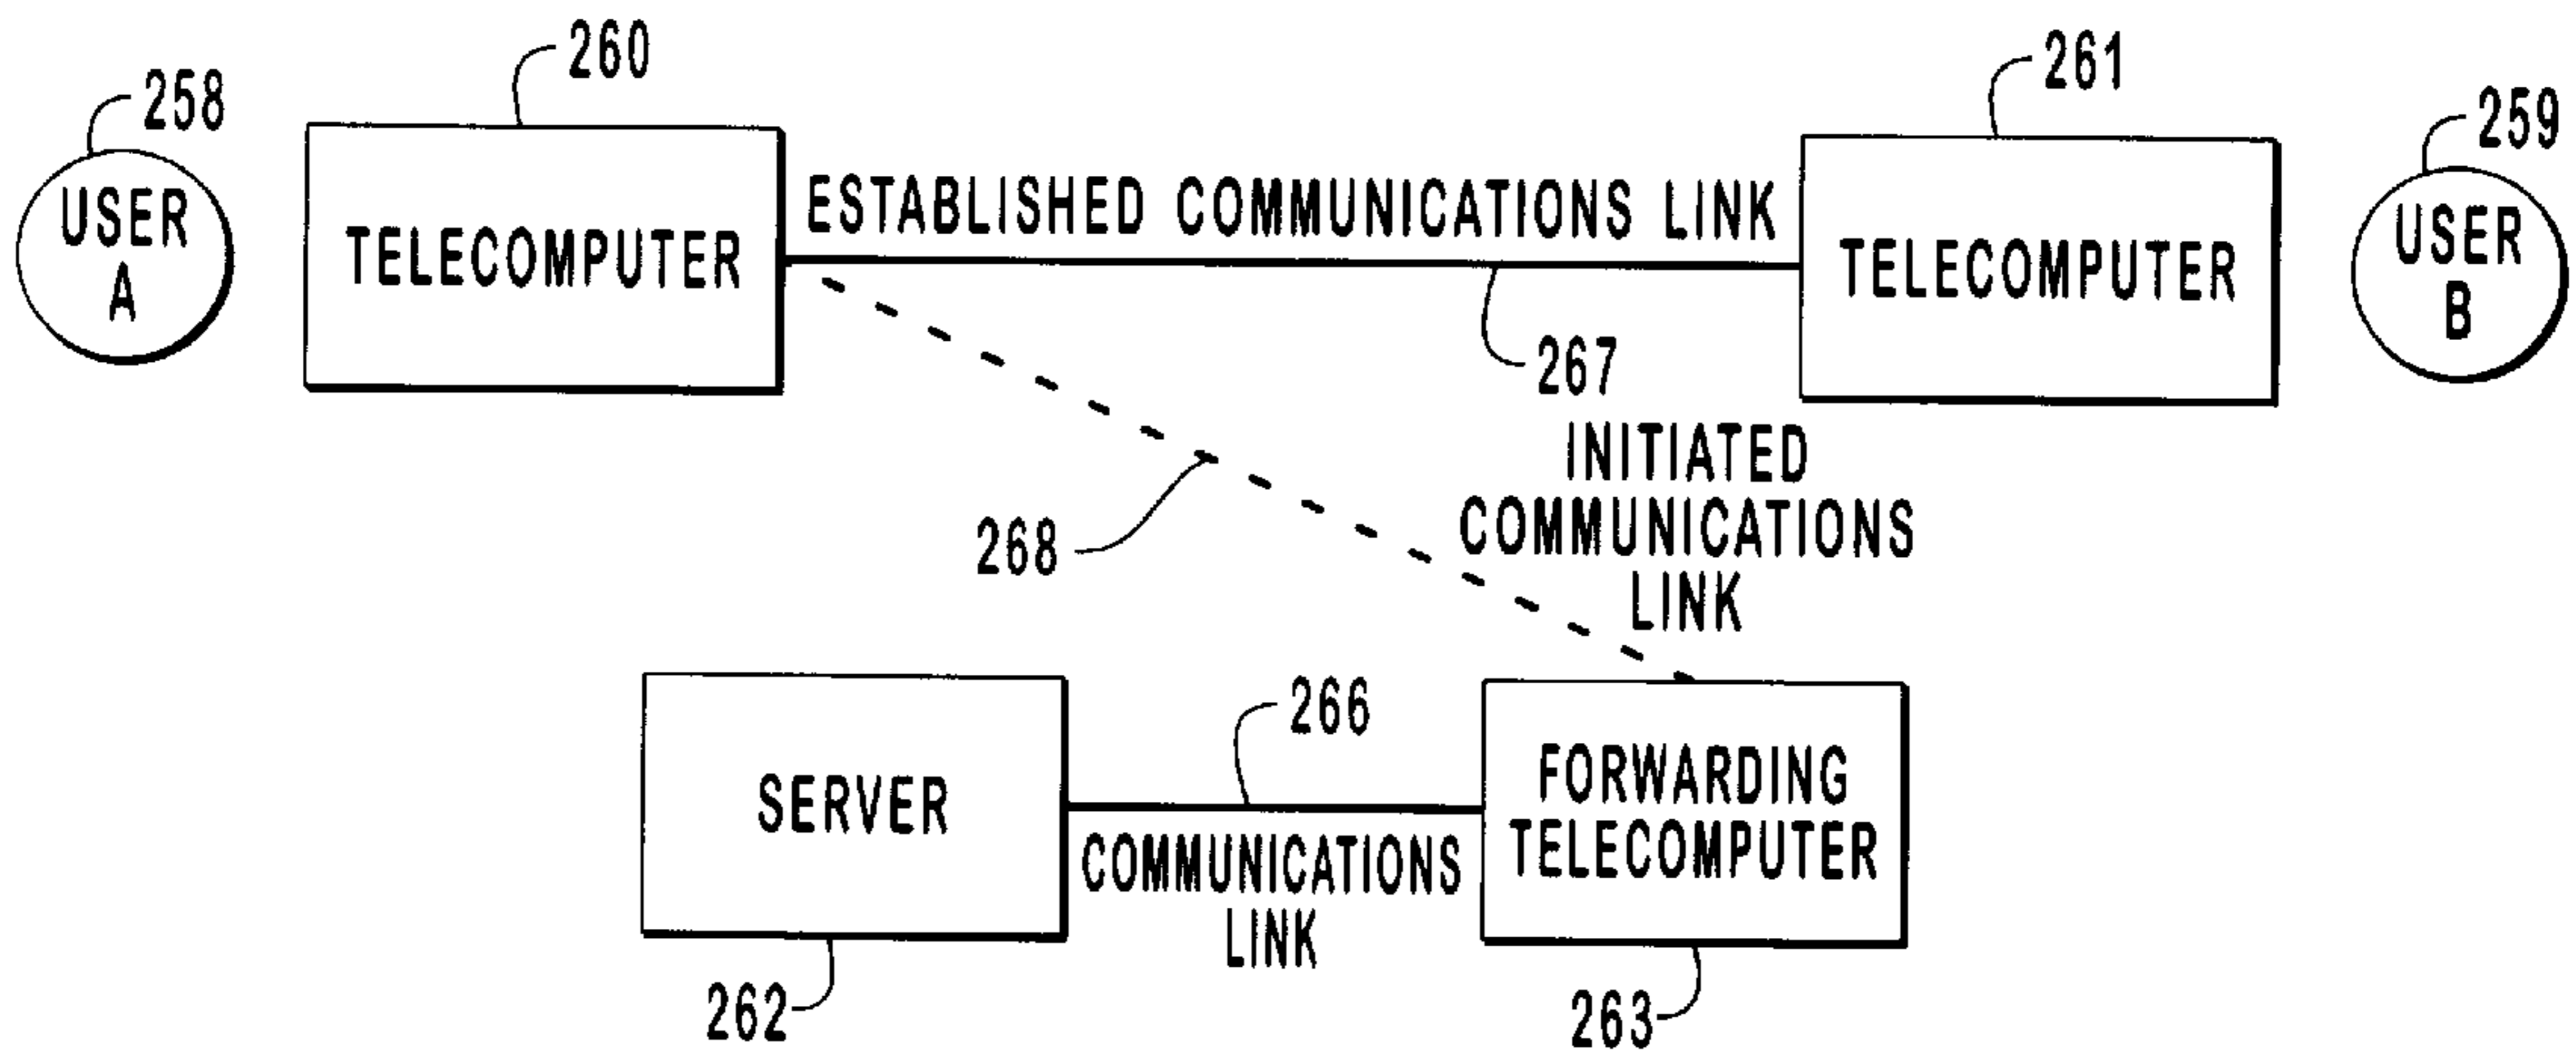 260
261
258
259
USER
A
TELECOMPUTER
ESTABLISHED COMMUNICATIONS LINK
TELECOMPUTER
USER
B
267
INITIATED
COMMUNICATIONS
LINK
268
266
SERVER
COMMUNICATIONS
LINK
FORWARDING
TELECOMPUTER
262
263